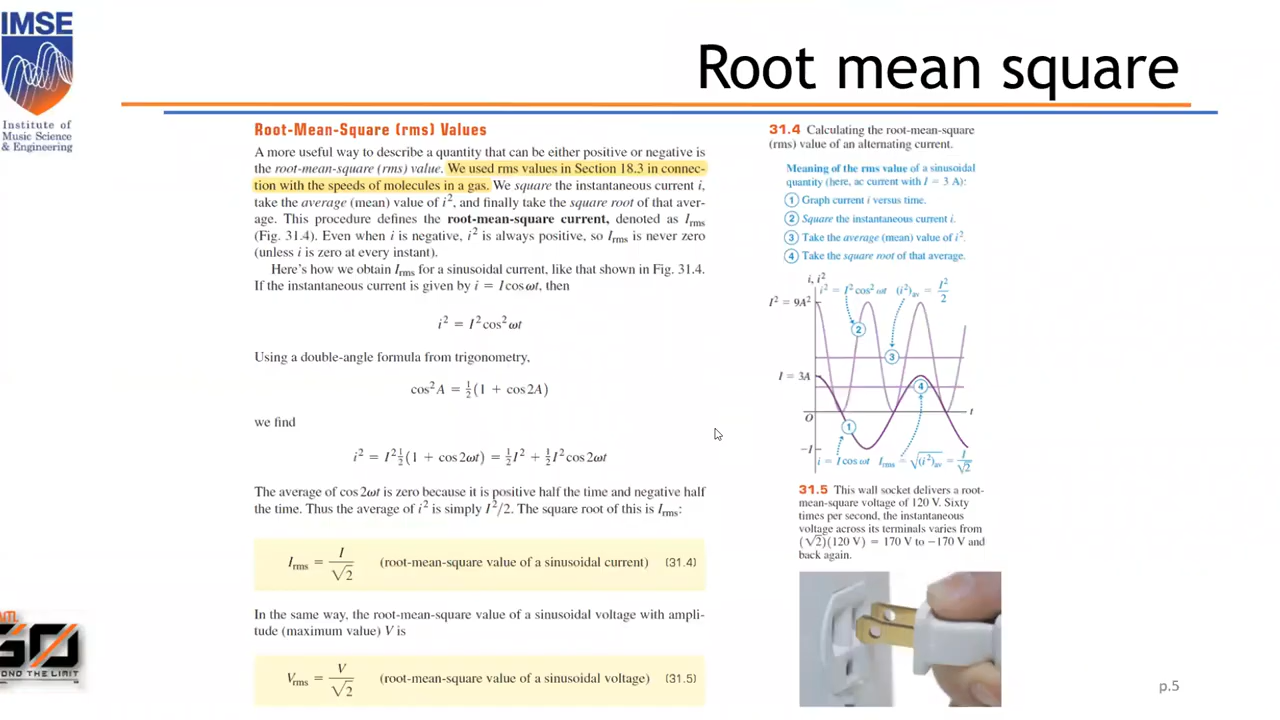 IMSE
Institute of
Music Science
& Engineering
Root mean square
Root-Mean-Square (rms) Values
A more useful way to describe a quantity that can be either positive or negative is
the root-mean-square (rms) value. We used rms values in Section 18.3 in connec-
tion with the speeds of molecules in a gas. We square the instantaneous current i,
take the average (mean) value of i², and finally take the square root of that aver-
age. This procedure defines the root-mean-square current, denoted as Irms
(Fig. 31.4). Even when i is negative, i² is always positive, so Irms is never zero
(unless i is zero at every instant).
Here's how we obtain Irms for a sinusoidal current, like that shown in Fig. 31.4.
If the instantaneous current is given by i = I cos ωt, then
i² = I² cos² ωt
Using a double-angle formula from trigonometry,
cos² A = ½(1 + cos 2A)
we find
i² = I²½(1 + cos 2ωt) = ½I² + ½I² cos 2ωt
The average of cos 2ωt is zero because it is positive half the time and negative half
the time. Thus the average of i² is simply I²/2. The square root of this is Irms:
Irms = I/√2 (root-mean-square value of a sinusoidal current) (31.4)
In the same way, the root-mean-square value of a sinusoidal voltage with ampli-
tude (maximum value) V is
Vrms = V/√2 (root-mean-square value of a sinusoidal voltage) (31.5)
31.4 Calculating the root-mean-square
(rms) value of an alternating current.
Meaning of the rms value of a sinusoidal
quantity (here, ac current with I = 3 A):
① Graph current i versus time.
② Square the instantaneous current i.
③ Take the average (mean) value of i².
④ Take the square root of that average.
i, i²
i² = I² cos² ωt (i²)av = I²/2
I² = 9A²
②
③
I = 3A
④
O
t
①
−I
i = I cos ωt Irms = √(i²)av = I/√2
31.5 This wall socket delivers a root-
mean-square voltage of 120 V. Sixty
times per second, the instantaneous
voltage across its terminals varies from
(√2)(120 V) = 170 V to −170 V and
back again.
GO
OND THE LIMIT
p.5